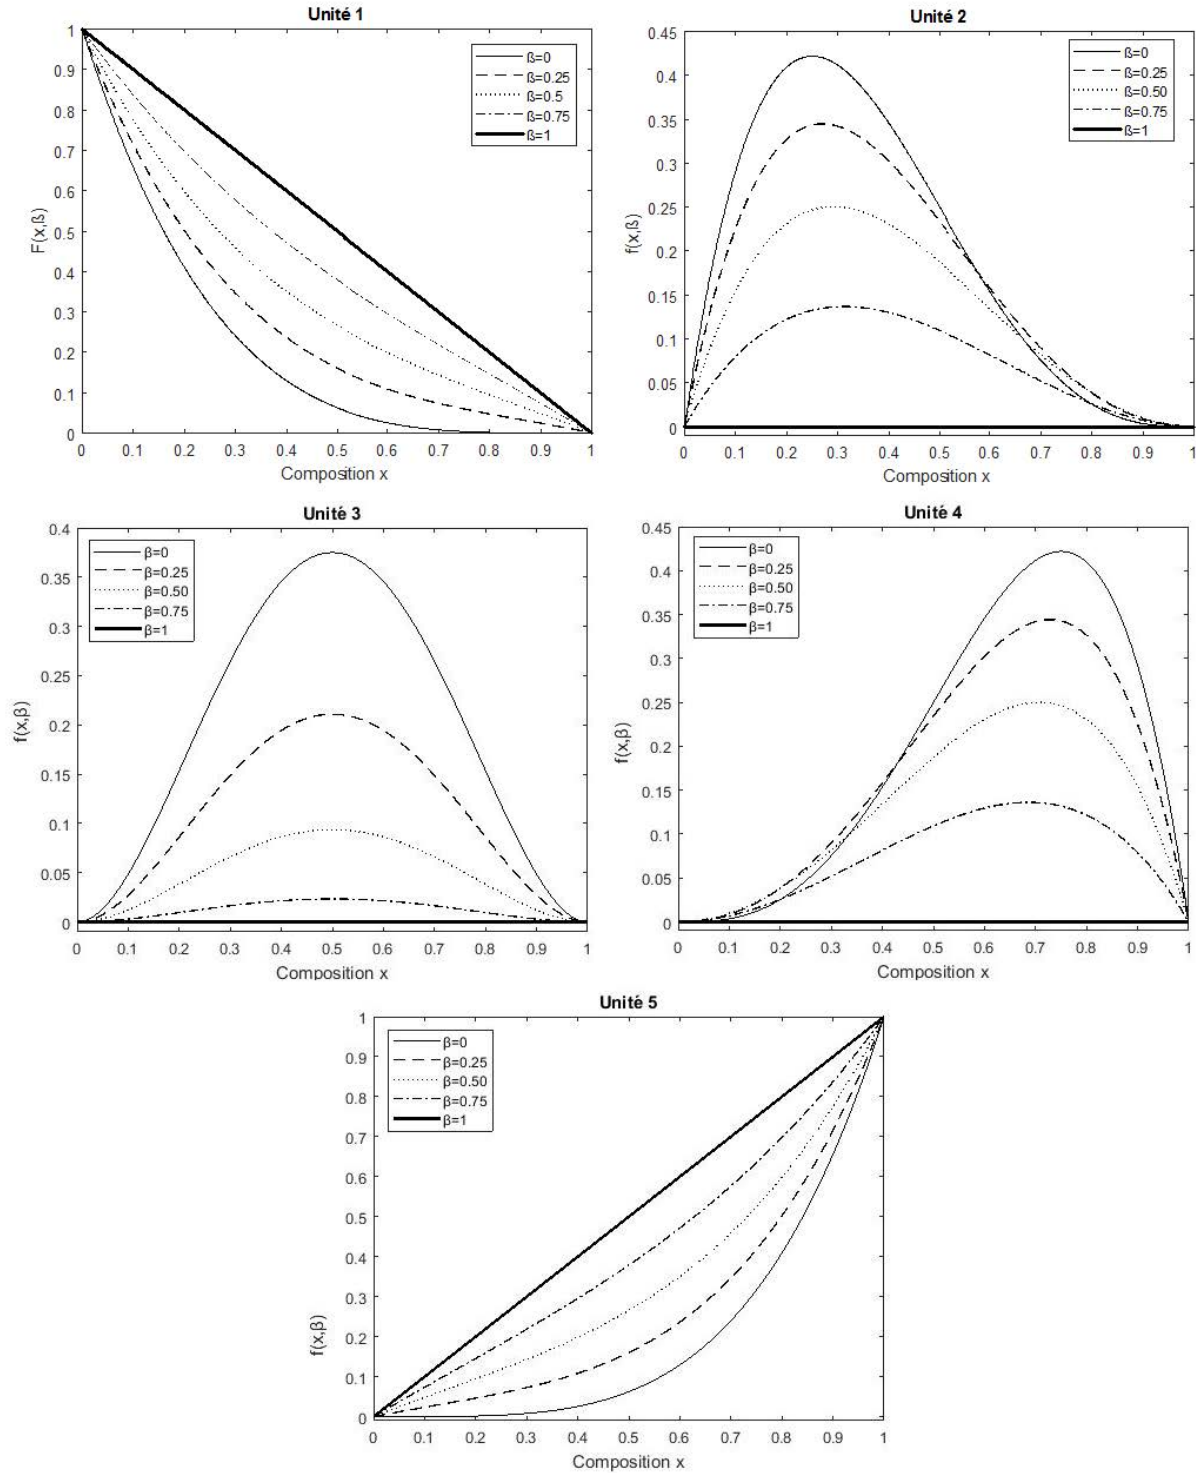 Unité 1
1
0.9
0.8
0.7
0.6
0.5
0.4
0.3
0.2
0.1
0
F(x,ß)
ß=0
ß=0.25
ß=0.5
ß=0.75
ß=1
0 0.1 0.2 0.3 0.4 0.5 0.6 0.7 0.8 0.9 1
Composition x
Unité 2
0.45
0.4
0.35
0.3
0.25
0.2
0.15
0.1
0.05
0
f(x,ß)
ß=0
ß=0.25
ß=0.50
ß=0.75
ß=1
0 0.1 0.2 0.3 0.4 0.5 0.6 0.7 0.8 0.9 1
Composition x
Unité 3
0.4
0.35
0.3
0.25
0.2
0.15
0.1
0.05
0
f(x,β)
β=0
β=0.25
β=0.50
β=0.75
β=1
0 0.1 0.2 0.3 0.4 0.5 0.6 0.7 0.8 0.9 1
Composition x
Unité 4
0.45
0.4
0.35
0.3
0.25
0.2
0.15
0.1
0.05
0
f(x,β)
β=0
β=0.25
β=0.50
β=0.75
β=1
0 0.1 0.2 0.3 0.4 0.5 0.6 0.7 0.8 0.9 1
Composition x
Unité 5
1
0.9
0.8
0.7
0.6
0.5
0.4
0.3
0.2
0.1
0
f(x,β)
β=0
β=0.25
β=0.50
β=0.75
β=1
0 0.1 0.2 0.3 0.4 0.5 0.6 0.7 0.8 0.9 1
Composition x